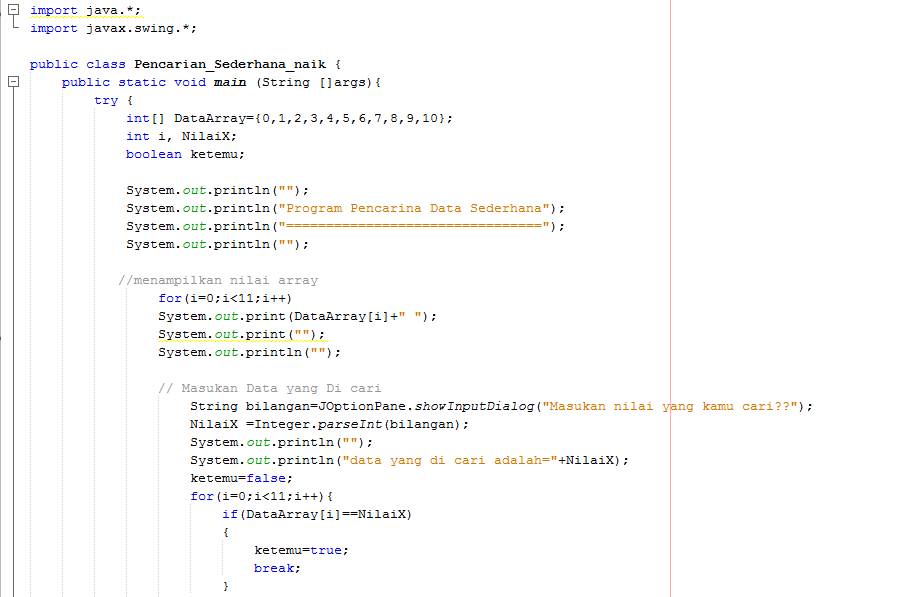 import java.*;
import javax.swing.*;
public class Pencarian_Sederhana_naik {
public static void main (String []args){
try {
int[] DataArray={0,1,2,3,4,5,6,7,8,9,10};
int i, NilaiX;
boolean ketemu;
System.out.println("");
System.out.println("Program Pencarina Data Sederhana");
System.out.println("================================");
System.out.println("");
//menampilkan nilai array
for(i=0;i<11;i++)
System.out.print(DataArray[i]+" ");
System.out.print("");
System.out.println("");
// Masukan Data yang Di cari
String bilangan=JOptionPane.showInputDialog("Masukan nilai yang kamu cari??");
NilaiX =Integer.parseInt(bilangan);
System.out.println("");
System.out.println("data yang di cari adalah="+NilaiX);
ketemu=false;
for(i=0;i<11;i++){
if(DataArray[i]==NilaiX)
{
ketemu=true;
break;
}